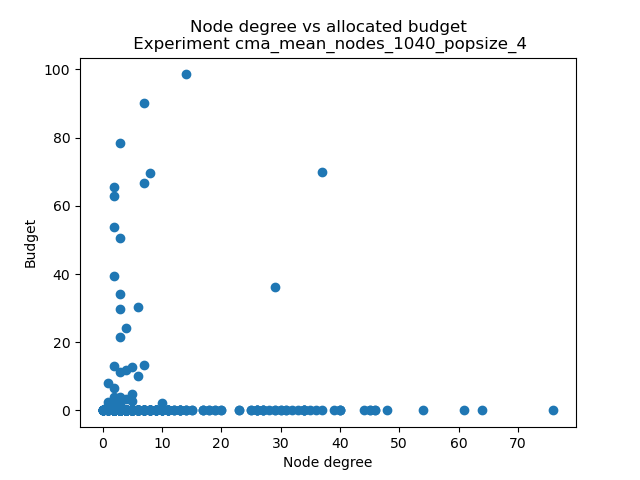 Node degree vs allocated budget
Experiment cma_mean_nodes_1040_popsize_4
100
80
60
40
20
0
Budget
0 10 20 30 40 50 60 70
Node degree